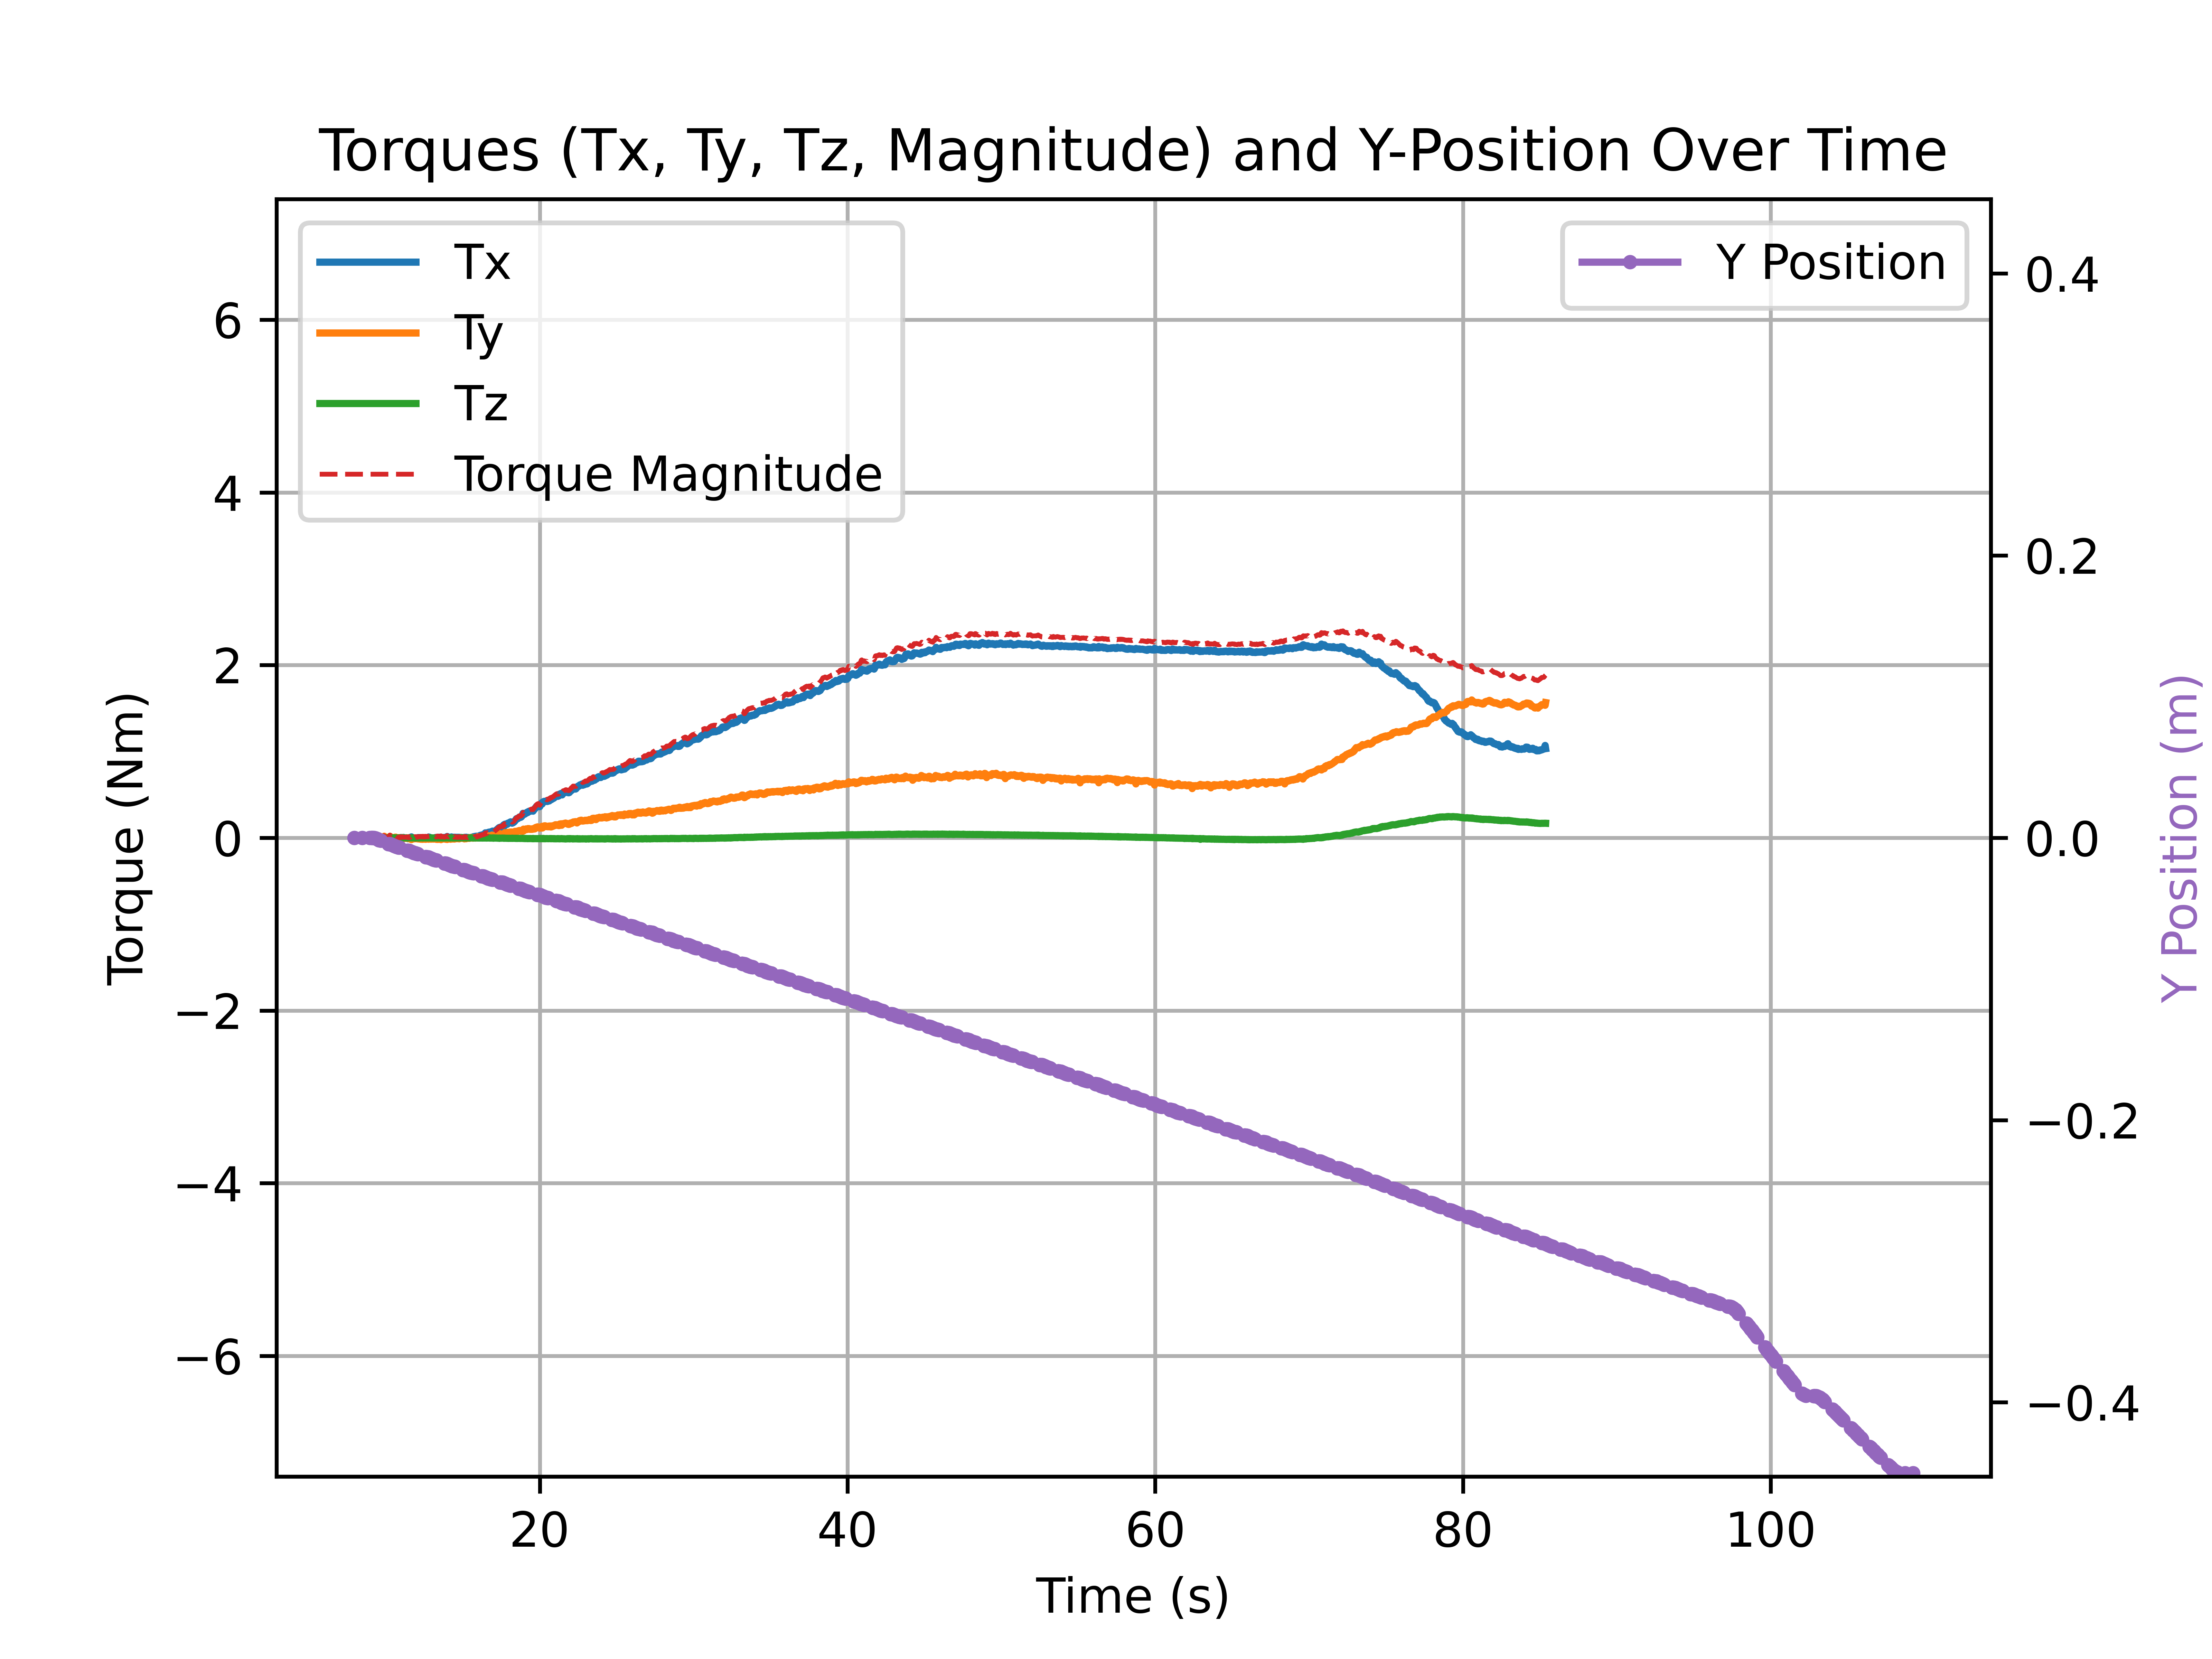 Torques (Tx, Ty, Tz, Magnitude) and Y-Position Over Time
Tx
Ty
Tz
Torque Magnitude
Y Position
6
4
2
0
−2
−4
−6
Torque (Nm)
0.4
0.2
0.0
−0.2
−0.4
Y Position (m)
20 40 60 80 100
Time (s)